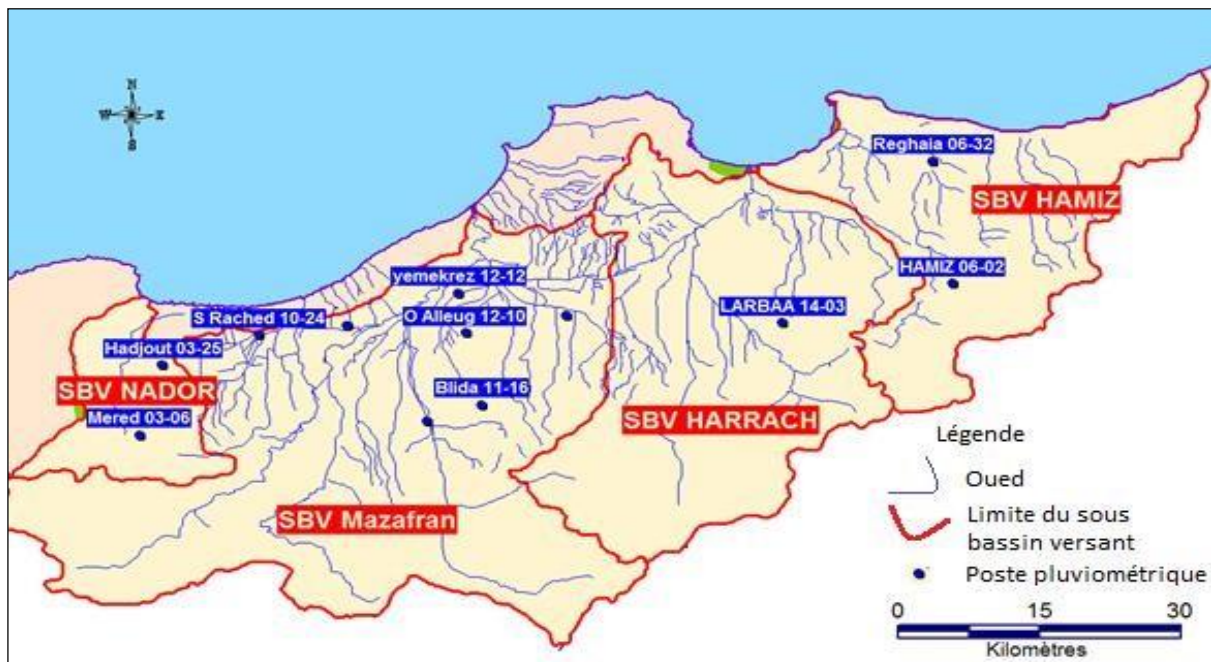 N
W E
S
Reghaia 06-32
SBV HAMIZ
HAMIZ 06-02
yemekrez 12-12
S Rached 10-24
O Alleug 12-10
LARBAA 14-03
Hadjout 03-25
SBV NADOR
Blida 11-16
Mered 03-06
SBV HARRACH
SBV Mazafran
Légende
Oued
Limite du sous
bassin versant
Poste pluviométrique
0 15 30
Kilomètres